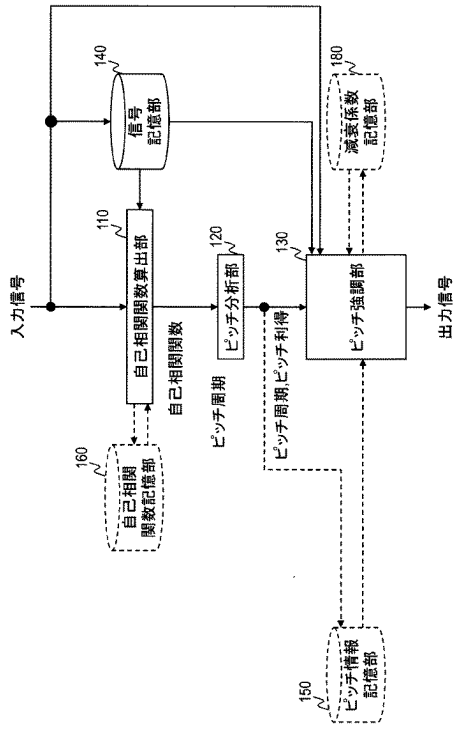 入力信号
140
信号
記憶部
110
自己相関関数算出部
160
自己相関
関数記憶部
自己相関関数
120
ピッチ分析部
ピッチ周期
ピッチ周期,ピッチ利得
130
ピッチ強調部
180
減衰係数
記憶部
150
ピッチ情報
記憶部
出力信号